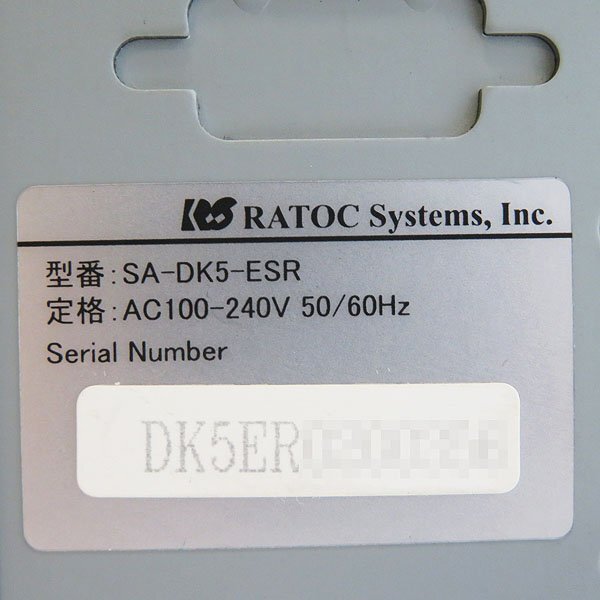 RATOC Systems, Inc.
型番:SA-DK5-ESR
定格:AC100-240V 50/60Hz
Serial Number
DK5ER